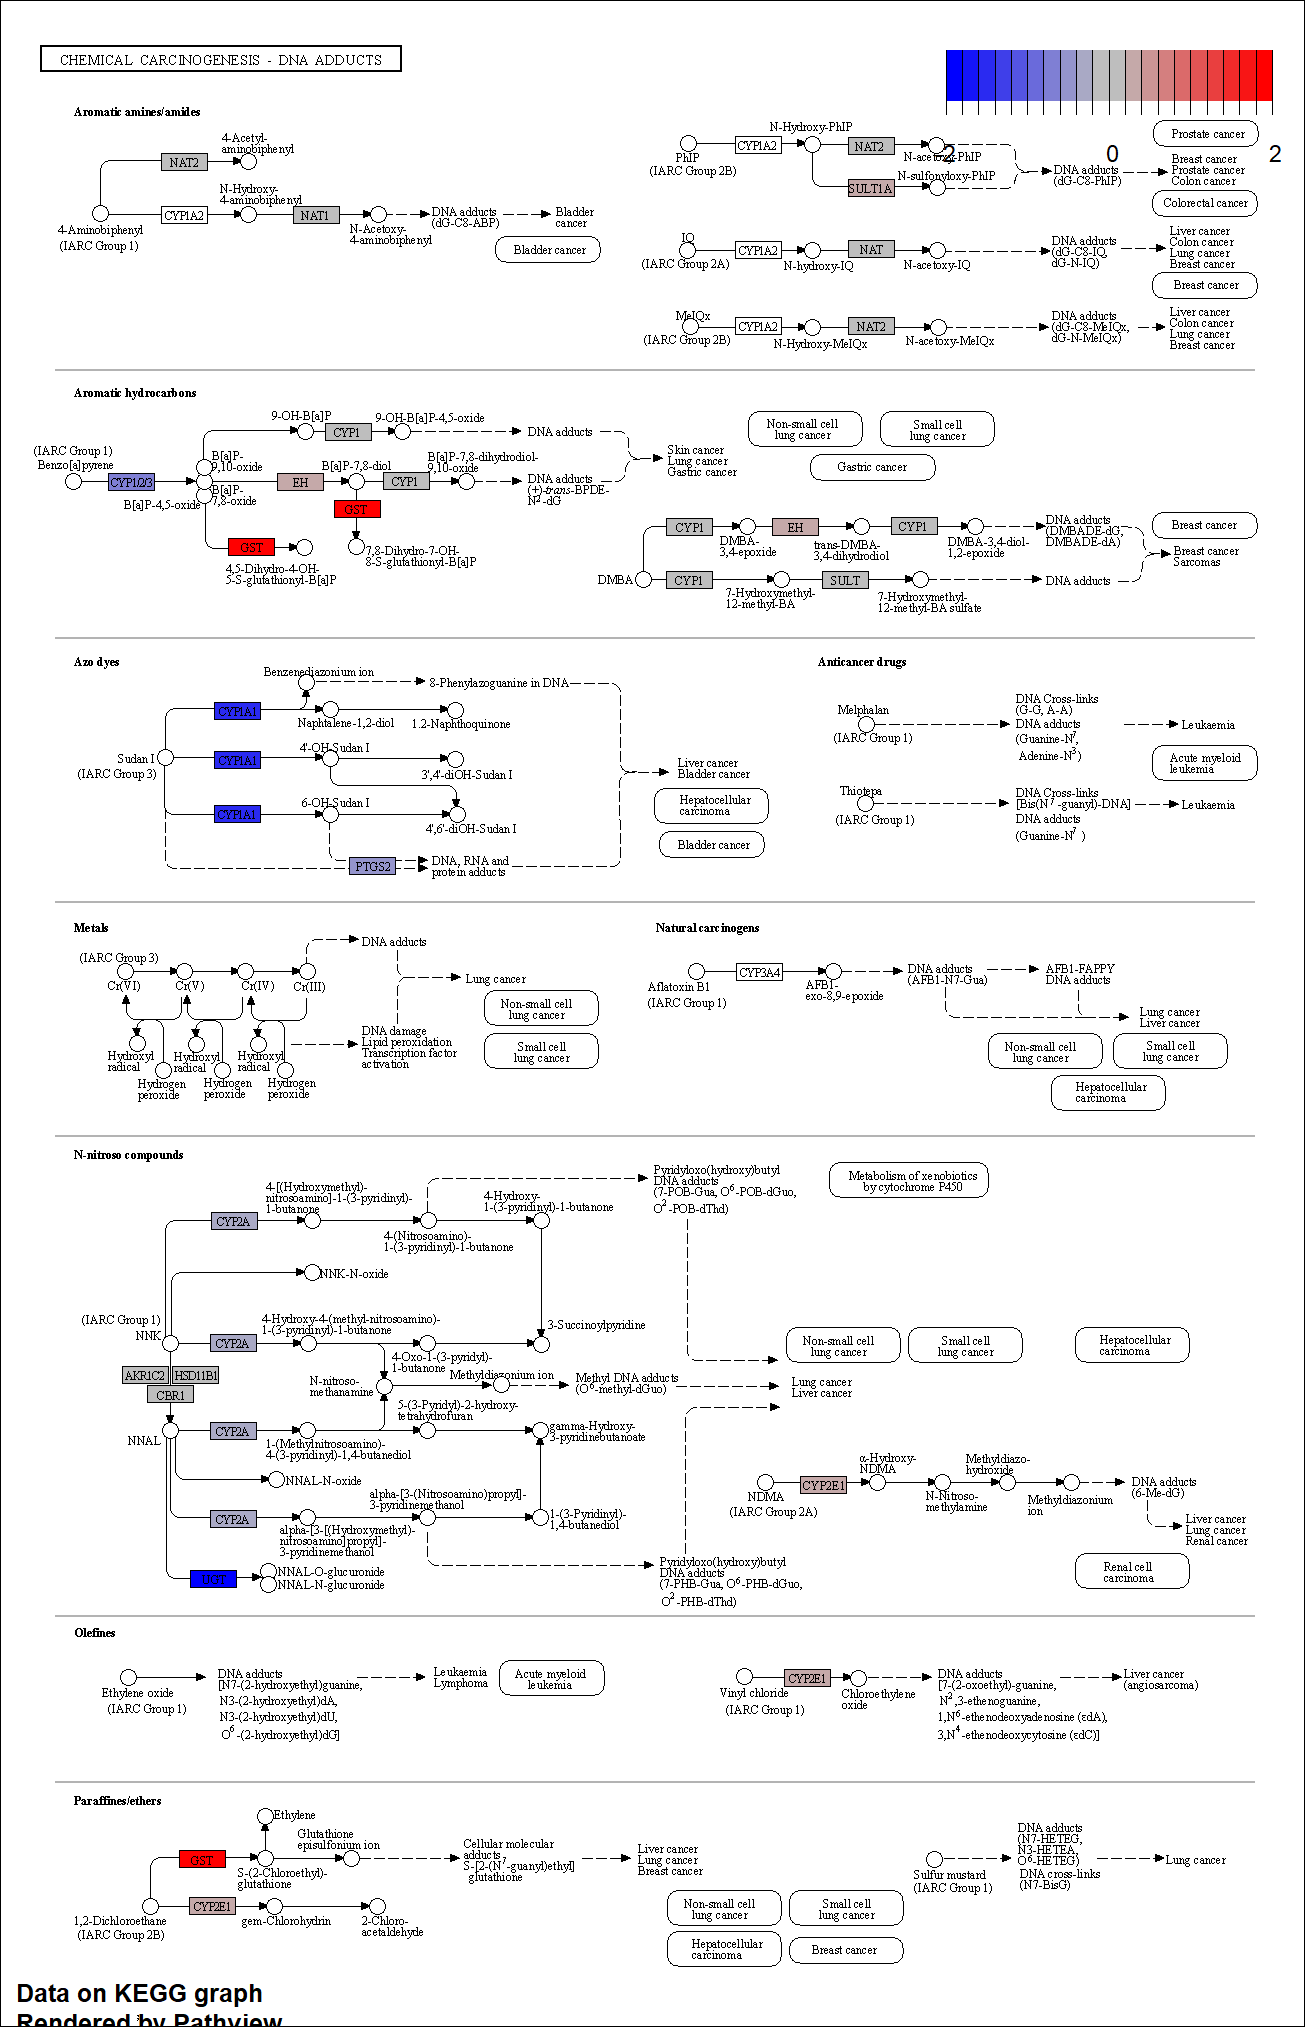 CHEMICAL CARCINOGENESIS - DNA ADDUCTS
-2
0
2
Aromatic amines/amides
4-Acetyl-
aminobiphenyl
NAT2
N-Hydroxy-
4-aminobiphenyl
CYP1A2
NAT1
4-Aminobiphenyl
(IARC Group 1)
N-Acetoxy-
4-aminobiphenyl
DNA adducts
(dG-C8-ABP)
Bladder
cancer
Bladder cancer
N-Hydroxy-PhIP
PhIP
(IARC Group 2B)
CYP1A2
NAT2
N-acetoxy-PhIP
SULT1A
N-sulfonyloxy-PhIP
DNA adducts
(dG-C8-PhIP)
Prostate cancer
Breast cancer
Prostate cancer
Colon cancer
Colorectal cancer
IQ
(IARC Group 2A)
CYP1A2
N-hydroxy-IQ
NAT
N-acetoxy-IQ
DNA adducts
(dG-C8-IQ,
dG-N-IQ)
Liver cancer
Colon cancer
Lung cancer
Breast cancer
Breast cancer
MeIQx
(IARC Group 2B)
CYP1A2
N-Hydroxy-MeIQx
NAT2
N-acetoxy-MeIQx
DNA adducts
(dG-C8-MeIQx,
dG-N-MeIQx)
Liver cancer
Colon cancer
Lung cancer
Breast cancer
Aromatic hydrocarbons
9-OH-B[a]P
CYP1
9-OH-B[a]P-4,5-oxide
DNA adducts
(IARC Group 1)
Benzo[a]pyrene
CYP1/2/3
B[a]P-
9,10-oxide
B[a]P-
7,8-oxide
B[a]P-4,5-oxide
EH
B[a]P-7,8-diol
CYP1
B[a]P-7,8-dihydrodiol-
9,10-oxide
DNA adducts
(+)-trans-BPDE-
N2-dG
Skin cancer
Lung cancer
Gastric cancer
GST
7,8-Dihydro-7-OH-
8-S-glutathionyl-B[a]P
GST
4,5-Dihydro-4-OH-
5-S-glutathionyl-B[a]P
Non-small cell
lung cancer
Small cell
lung cancer
Gastric cancer
CYP1
DMBA-
3,4-epoxide
EH
trans-DMBA-
3,4-dihydrodiol
CYP1
DMBA-3,4-diol-
1,2-epoxide
DNA adducts
(DMBADE-dG,
DMBADE-dA)
Breast cancer
Breast cancer
Sarcomas
DMBA
CYP1
7-Hydroxymethyl-
12-methyl-BA
SULT
7-Hydroxymethyl-
12-methyl-BA sulfate
DNA adducts
Azo dyes
Benzenediazonium ion
8-Phenylazoguanine in DNA
CYP1A1
Naphtalene-1,2-diol
1.2-Naphthoquinone
Sudan I
(IARC Group 3)
CYP1A1
4'-OH-Sudan I
3',4'-diOH-Sudan I
CYP1A1
6-OH-Sudan I
4',6'-diOH-Sudan I
PTGS2
DNA, RNA and
protein adducts
Liver cancer
Bladder cancer
Hepatocellular
carcinoma
Bladder cancer
Anticancer drugs
Melphalan
(IARC Group 1)
DNA Cross-links
(G-G, A-A)
DNA adducts
(Guanine-N7,
Adenine-N3)
Leukaemia
Acute myeloid
leukemia
Thiotepa
(IARC Group 1)
DNA Cross-links
[Bis(N7-guanyl)-DNA]
DNA adducts
(Guanine-N7 )
Leukaemia
Metals
(IARC Group 3)
Cr(VI)
Cr(V)
Cr(IV)
Cr(III)
DNA adducts
Lung cancer
Hydroxyl
radical
Hydroxyl
radical
Hydroxyl
radical
Hydrogen
peroxide
Hydrogen
peroxide
Hydrogen
peroxide
DNA damage
Lipid peroxidation
Transcription factor
activation
Non-small cell
lung cancer
Small cell
lung cancer
Natural carcinogens
Aflatoxin B1
(IARC Group 1)
CYP3A4
AFB1-
exo-8,9-epoxide
DNA adducts
(AFB1-N7-Gua)
AFB1-FAPPY
DNA adducts
Lung cancer
Liver cancer
Non-small cell
lung cancer
Small cell
lung cancer
Hepatocellular
carcinoma
N-nitroso compounds
4-[(Hydroxymethyl)-
nitrosoamino]-1-(3-pyridinyl)-
1-butanone
CYP2A
4-(Nitrosoamino)-
1-(3-pyridinyl)-1-butanone
4-Hydroxy-
1-(3-pyridinyl)-1-butanone
Pyridyloxo(hydroxy)butyl
DNA adducts
(7-POB-Gua, O6-POB-dGuo,
O2-POB-dThd)
Metabolism of xenobiotics
by cytochrome P450
NNK-N-oxide
(IARC Group 1)
NNK
CYP2A
4-Hydroxy-4-(methyl-nitrosoamino)-
1-(3-pyridinyl)-1-butanone
4-Oxo-1-(3-pyridyl)-
1-butanone
3-Succinoylpyridine
AKR1C2
HSD11B1
CBR1
N-nitroso-
methanamine
Methyldiazonium ion
Methyl DNA adducts
(O6-methyl-dGuo)
Lung cancer
Liver cancer
Non-small cell
lung cancer
Small cell
lung cancer
Hepatocellular
carcinoma
NNAL
CYP2A
1-(Methylnitrosoamino)-
4-(3-pyridinyl)-1,4-butanediol
5-(3-Pyridyl)-2-hydroxy-
tetrahydrofuran
gamma-Hydroxy-
3-pyridinebutanoate
NNAL-N-oxide
CYP2A
alpha-[3-[(Hydroxymethyl)-
nitrosoamino]propyl]-
3-pyridinemethanol
alpha-[3-(Nitrosoamino)propyl]-
3-pyridinemethanol
1-(3-Pyridinyl)-
1,4-butanediol
UGT
NNAL-O-glucuronide
NNAL-N-glucuronide
Pyridyloxo(hydroxy)butyl
DNA adducts
(7-PHB-Gua, O6-PHB-dGuo,
O2-PHB-dThd)
NDMA
(IARC Group 2A)
CYP2E1
α-Hydroxy-
NDMA
N-Nitroso-
methylamine
Methyldiazo-
hydroxide
Methyldiazonium
ion
DNA adducts
(6-Me-dG)
Liver cancer
Lung cancer
Renal cancer
Renal cell
carcinoma
Olefines
Ethylene oxide
(IARC Group 1)
DNA adducts
[N7-(2-hydroxyethyl)guanine,
N3-(2-hydroxyethyl)dA,
N3-(2-hydroxyethyl)dU,
O6-(2-hydroxyethyl)dG]
Leukaemia
Lymphoma
Acute myeloid
leukemia
Vinyl chloride
(IARC Group 1)
CYP2E1
Chloroethylene
oxide
DNA adducts
[7-(2-oxoethyl)-guanine,
N2,3-ethenoguanine,
1,N6-ethenodeoxyadenosine (εdA),
3,N4-ethenodeoxycytosine (εdC)]
Liver cancer
(angiosarcoma)
Paraffines/ethers
Ethylene
GST
S-(2-Chloroethyl)-
glutathione
Glutathione
episulfonium ion
Cellular molecular
adducts
S-[2-(N7-guanyl)ethyl]
glutathione
Liver cancer
Lung cancer
Breast cancer
1,2-Dichloroethane
(IARC Group 2B)
CYP2E1
gem-Chlorohydrin
2-Chloro-
acetaldehyde
Non-small cell
lung cancer
Small cell
lung cancer
Hepatocellular
carcinoma
Breast cancer
Sulfur mustard
(IARC Group 1)
DNA adducts
(N7-HETEG,
N3-HETEA,
O6-HETEG)
DNA cross-links
(N7-BisG)
Lung cancer
Data on KEGG graph
Rendered by Pathview